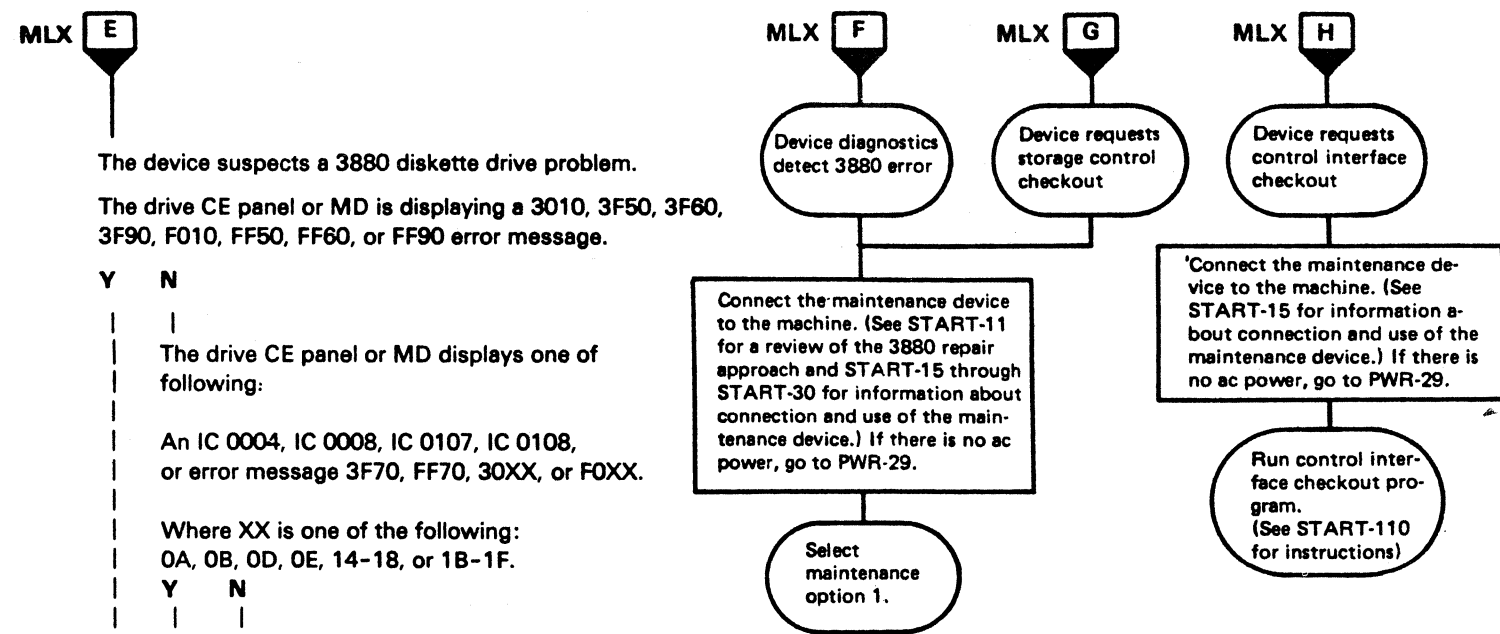 MLX E
The device suspects a 3880 diskette drive problem.
The drive CE panel or MD is displaying a 3010, 3F50, 3F60,
3F90, F010, FF50, FF60, or FF90 error message.
Y N
The drive CE panel or MD displays one of
following:
An IC 0004, IC 0008, IC 0107, IC 0108,
or error message 3F70, FF70, 30XX, or F0XX.
Where XX is one of the following:
0A, 0B, 0D, 0E, 14-18, or 1B-1F.
Y N
MLX F
Device diagnostics
detect 3880 error
MLX G
Device requests
storage control
checkout
Connect the maintenance device
to the machine. (See START-11
for a review of the 3880 repair
approach and START-15 through
START-30 for information about
connection and use of the main-
tenance device.) If there is no ac
power, go to PWR-29.
Select
maintenance
option 1.
MLX H
Device requests
control interface
checkout
Connect the maintenance de-
vice to the machine. (See
START-15 for information a-
bout connection and use of the
maintenance device.) If there is
no ac power, go to PWR-29.
Run control inter-
face checkout pro-
gram.
(See START-110
for instructions)